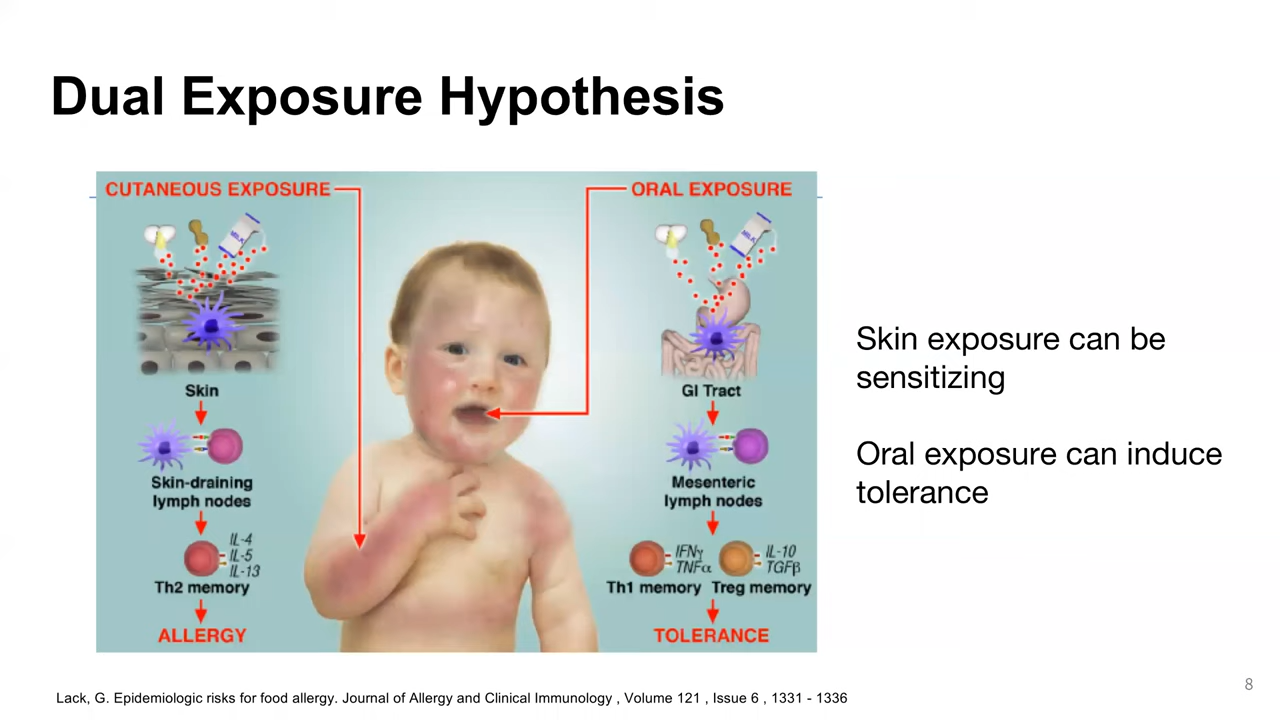 Dual Exposure Hypothesis
CUTANEOUS EXPOSURE
ORAL EXPOSURE
MILK
MILK
Skin
GI Tract
Skin-draining
lymph nodes
Mesenteric
lymph nodes
IL-4
IL-5
IL-13
IFNγ
TNFα
IL-10
TGFβ
Th2 memory
Th1 memory
Treg memory
ALLERGY
TOLERANCE
Skin exposure can be
sensitizing
Oral exposure can induce
tolerance
Lack, G. Epidemiologic risks for food allergy. Journal of Allergy and Clinical Immunology , Volume 121 , Issue 6 , 1331 - 1336
8